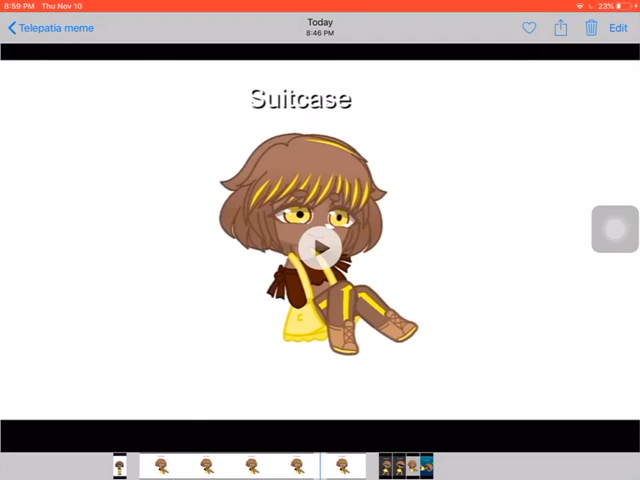 8:59 PM Thu Nov 10
23%
Telepatia meme
Today
8:46 PM
Edit
Suitcase